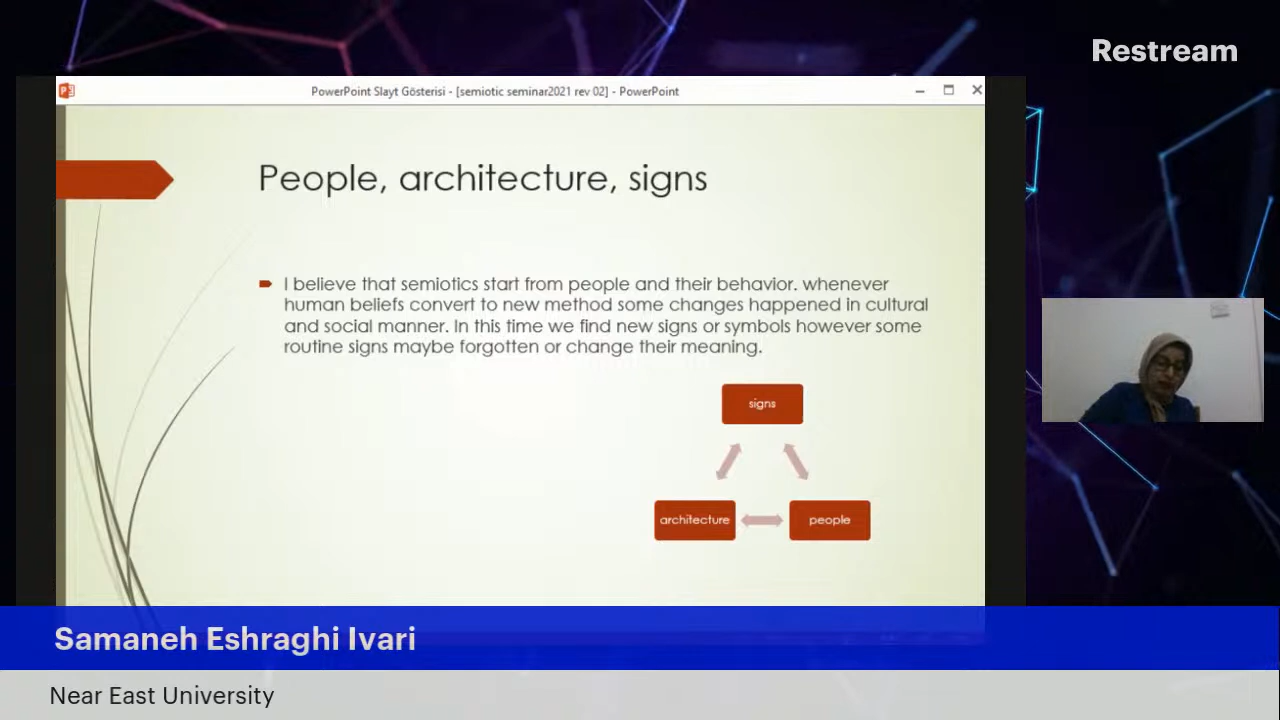 Restream
PowerPoint Slayt Gösterisi - [semiotic seminar2021 rev 02] - PowerPoint
People, architecture, signs
I believe that semiotics start from people and their behavior. whenever
human beliefs convert to new method some changes happened in cultural
and social manner. In this time we find new signs or symbols however some
routine signs maybe forgotten or change their meaning.
signs
architecture
people
Samaneh Eshraghi Ivari
Near East University